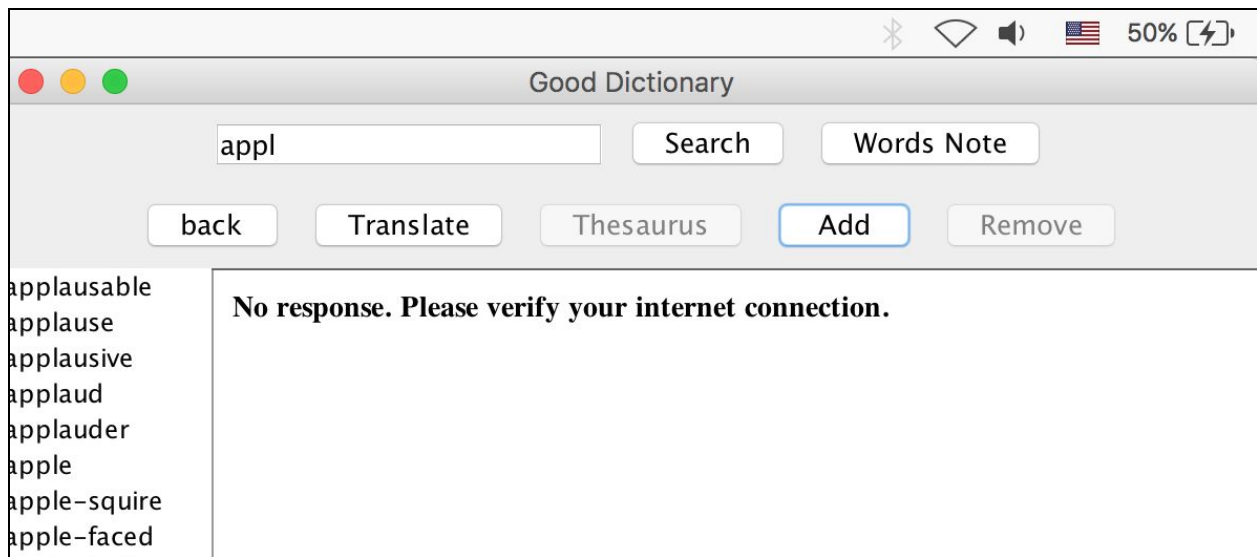 50%
Good Dictionary
appl Search Words Note
back Translate Thesaurus Add Remove
applausable
applause
applausive
applaud
applauder
apple
apple-squire
apple-faced
No response. Please verify your internet connection.